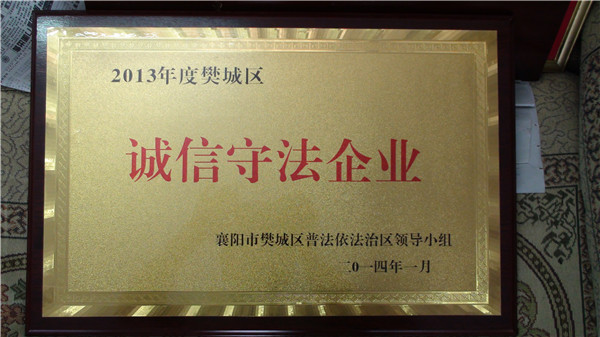 2013年度樊城区
诚信守法企业
襄阳市樊城区普法依法治区领导小组
二0一四年一月